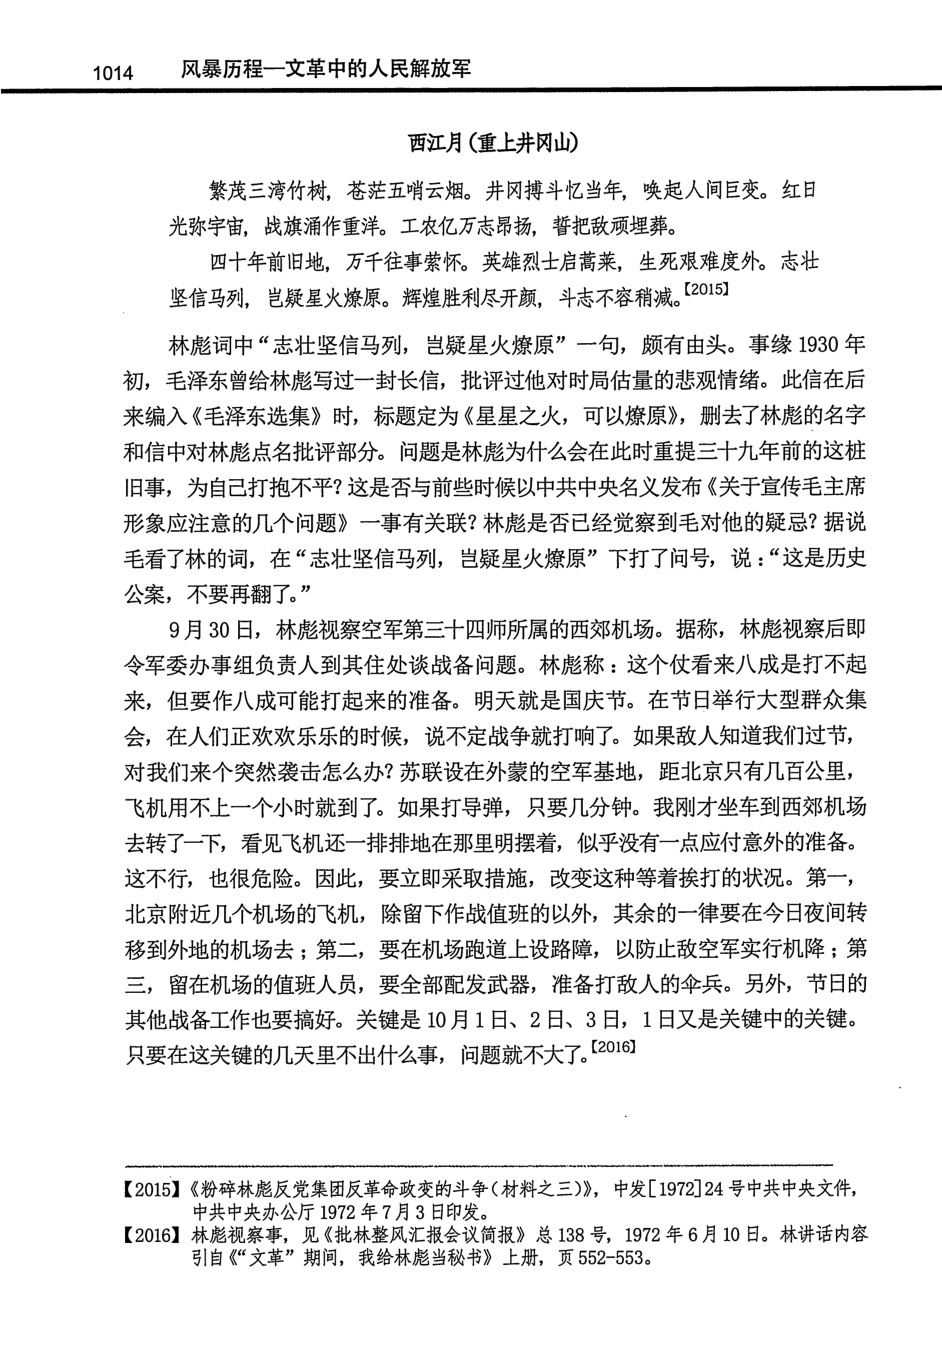 1014 风暴历程—文革中的人民解放军
西江月(重上井冈山)
繁茂三湾竹树，苍茫五哨云烟。井冈搏斗忆当年，唤起人间巨变。红日
光弥宇宙，战旗涌作重洋。工农亿万志昂扬，誓把敌顽埋葬。
四十年前旧地，万千往事萦怀。英雄烈士启蒿莱，生死艰难度外。志壮
坚信马列，岂疑星火燎原。辉煌胜利尽开颜，斗志不容稍减。【2015】
林彪词中“志壮坚信马列，岂疑星火燎原”一句，颇有由头。事缘 1930 年
初，毛泽东曾给林彪写过一封长信，批评过他对时局估量的悲观情绪。此信在后
来编入《毛泽东选集》时，标题定为《星星之火，可以燎原》，删去了林彪的名字
和信中对林彪点名批评部分。问题是林彪为什么会在此时重提三十九年前的这桩
旧事，为自己打抱不平？这是否与前些时候以中共中央名义发布《关于宣传毛主席
形象应注意的几个问题》一事有关联？林彪是否已经觉察到毛对他的疑忌？据说
毛看了林的词，在“志壮坚信马列，岂疑星火燎原”下打了问号，说：“这是历史
公案，不要再翻了。”
9 月 30 日，林彪视察空军第三十四师所属的西郊机场。据称，林彪视察后即
令军委办事组负责人到其住处谈战备问题。林彪称：这个仗看来八成是打不起
来，但要作八成可能打起来的准备。明天就是国庆节。在节日举行大型群众集
会，在人们正欢欢乐乐的时候，说不定战争就打响了。如果敌人知道我们过节，
对我们来个突然袭击怎么办？苏联设在外蒙的空军基地，距北京只有几百公里，
飞机用不上一个小时就到了。如果打导弹，只要几分钟。我刚才坐车到西郊机场
去转了一下，看见飞机还一排排地在那里明摆着，似乎没有一点应付意外的准备。
这不行，也很危险。因此，要立即采取措施，改变这种等着挨打的状况。第一，
北京附近几个机场的飞机，除留下作战值班的以外，其余的一律要在今日夜间转
移到外地的机场去；第二，要在机场跑道上设路障，以防止敌空军实行机降；第
三，留在机场的值班人员，要全部配发武器，准备打敌人的伞兵。另外，节日的
其他战备工作也要搞好。关键是 10 月 1 日、2 日、3 日，1 日又是关键中的关键。
只要在这关键的几天里不出什么事，问题就不大了。【2016】
【2015】《粉碎林彪反党集团反革命政变的斗争(材料之三)》，中发[1972]24 号中共中央文件，
中共中央办公厅 1972 年 7 月 3 日印发。
【2016】林彪视察事，见《批林整风汇报会议简报》总 138 号，1972 年 6 月 10 日。林讲话内容
引自《“文革”期间，我给林彪当秘书》上册，页 552-553。